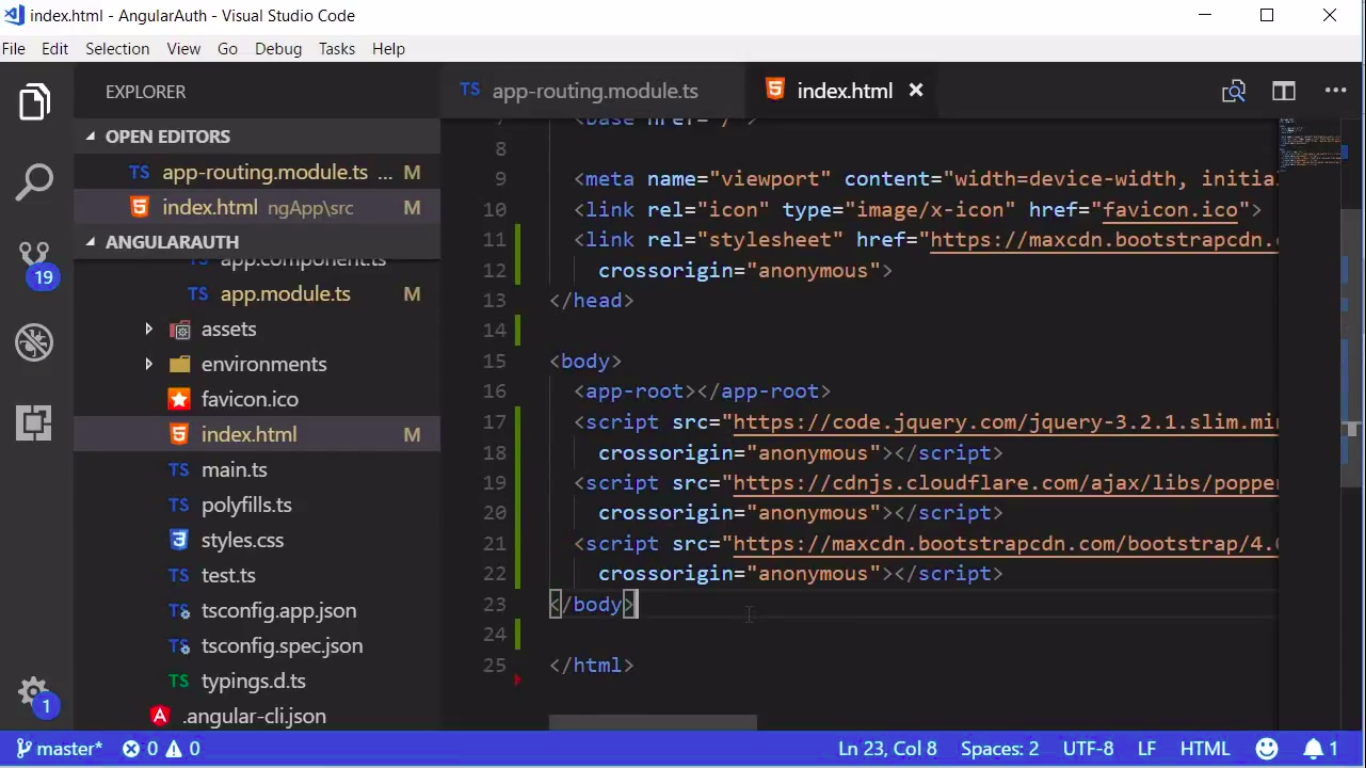 index.html - AngularAuth - Visual Studio Code
File Edit Selection View Go Debug Tasks Help
EXPLORER
OPEN EDITORS
TS app-routing.module.ts ... M
index.html ngApp\src M
ANGULARAUTH
TS app.component.ts
TS app.module.ts M
assets
environments
favicon.ico
index.html M
TS main.ts
TS polyfills.ts
styles.css
TS test.ts
TS tsconfig.app.json
TS tsconfig.spec.json
TS typings.d.ts
.angular-cli.json
19
1
TS app-routing.module.ts
index.html
7 <base href="/">
8
9 <meta name="viewport" content="width=device-width, initia
10 <link rel="icon" type="image/x-icon" href="favicon.ico">
11 <link rel="stylesheet" href="https://maxcdn.bootstrapcdn.
12 crossorigin="anonymous">
13 </head>
14
15 <body>
16 <app-root></app-root>
17 <script src="https://code.jquery.com/jquery-3.2.1.slim.mi
18 crossorigin="anonymous"></script>
19 <script src="https://cdnjs.cloudflare.com/ajax/libs/poppe
20 crossorigin="anonymous"></script>
21 <script src="https://maxcdn.bootstrapcdn.com/bootstrap/4.
22 crossorigin="anonymous"></script>
23 </body>
24
25 </html>
master* 0 0 Ln 23, Col 8 Spaces: 2 UTF-8 LF HTML 1